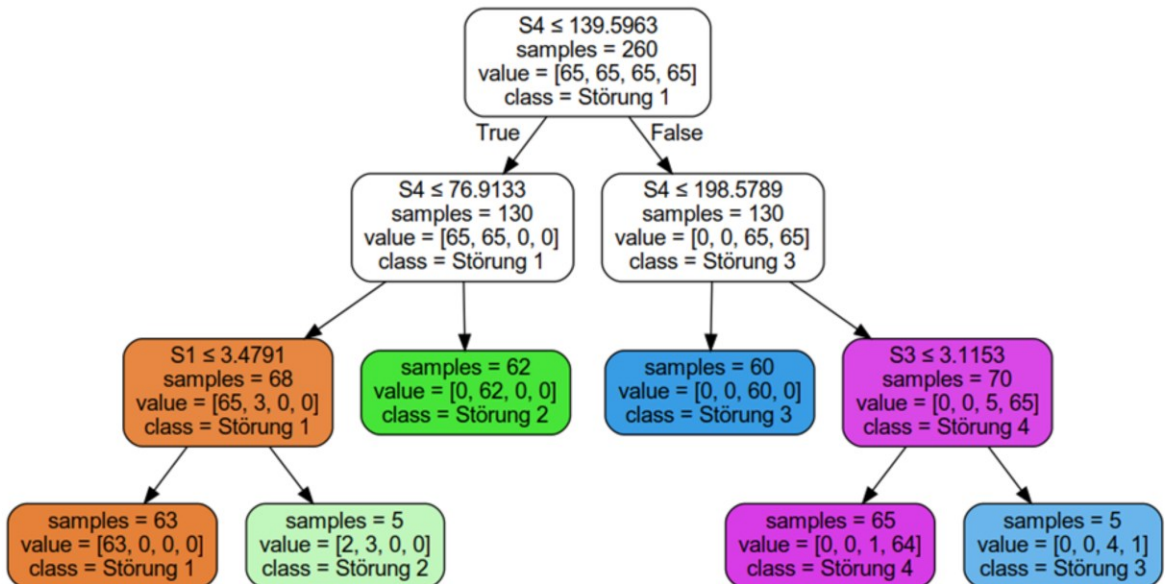 S4 ≤ 139.5963
samples = 260
value = [65, 65, 65, 65]
class = Störung 1
True
False
S4 ≤ 76.9133
samples = 130
value = [65, 65, 0, 0]
class = Störung 1
S4 ≤ 198.5789
samples = 130
value = [0, 0, 65, 65]
class = Störung 3
S1 ≤ 3.4791
samples = 68
value = [65, 3, 0, 0]
class = Störung 1
samples = 62
value = [0, 62, 0, 0]
class = Störung 2
samples = 60
value = [0, 0, 60, 0]
class = Störung 3
S3 ≤ 3.1153
samples = 70
value = [0, 0, 5, 65]
class = Störung 4
samples = 63
value = [63, 0, 0, 0]
class = Störung 1
samples = 5
value = [2, 3, 0, 0]
class = Störung 2
samples = 65
value = [0, 0, 1, 64]
class = Störung 4
samples = 5
value = [0, 0, 4, 1]
class = Störung 3